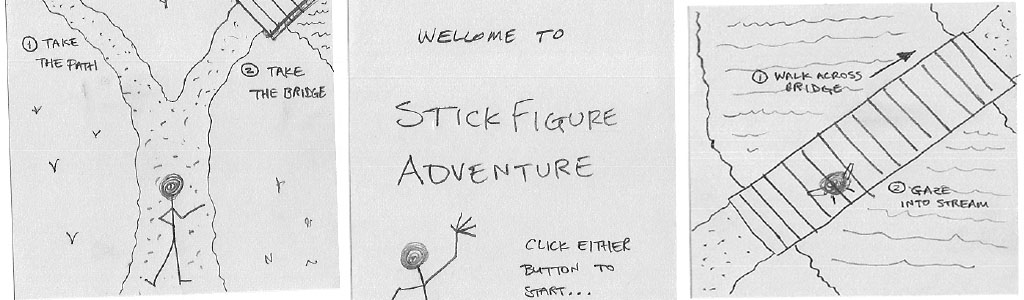 ① TAKE
THE PATH
② TAKE
THE BRIDGE
WELLOME TO
STICK FIGURE
ADVENTURE
CLICK EITHER
BUTTON TO
START...
① WALK ACROSS
BRIDGE
② GAZE
INTO STREAM